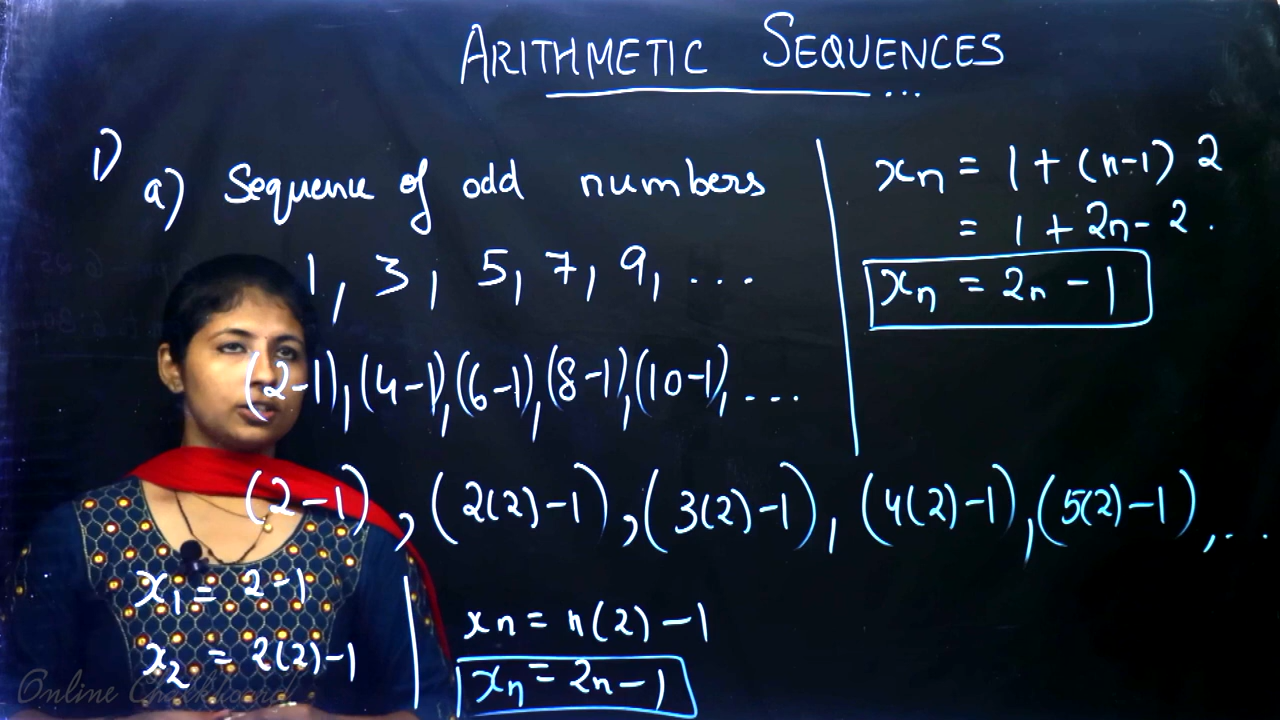 ARITHMETIC SEQUENCES ...
1) a) Sequence of odd numbers
1, 3, 5, 7, 9, ...
(2-1), (4-1), (6-1), (8-1), (10-1), ...
(2-1), (2(2)-1), (3(2)-1), (4(2)-1), (5(2)-1), ...
x₁ = 2-1
x₂ = 2(2)-1
xₙ = n(2)-1
xₙ = 2n-1
xₙ = 1 + (n-1) 2
= 1 + 2n - 2.
xₙ = 2n - 1
Online Chalkboard